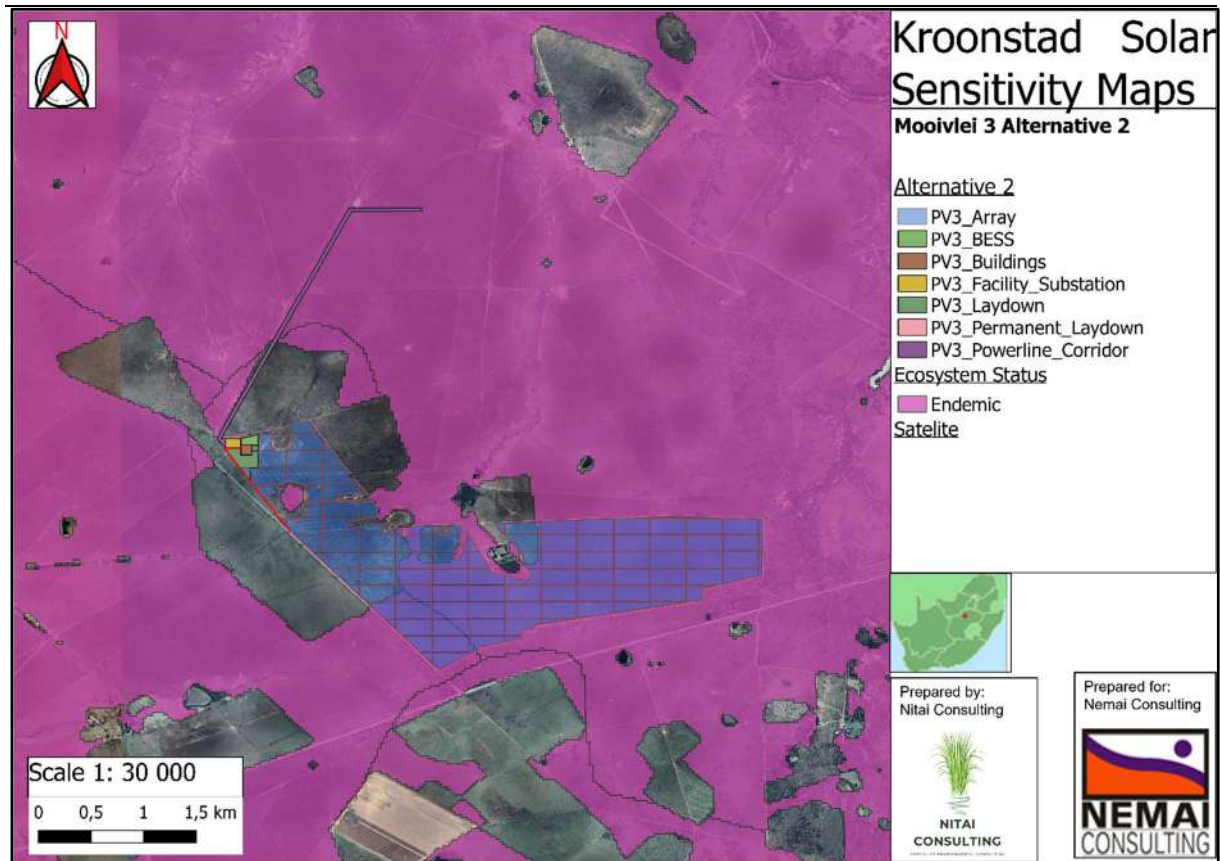 N
Kroonstad Solar
Sensitivity Maps
Mooivlei 3 Alternative 2
Alternative 2
PV3_Array
PV3_BESS
PV3_Buildings
PV3_Facility_Substation
PV3_Laydown
PV3_Permanent_Laydown
PV3_Powerline_Corridor
Ecosystem Status
Endemic
Satelite
Scale 1: 30 000
0 0,5 1 1,5 km
Prepared by:
Nitai Consulting
NITAI
CONSULTING
Prepared for:
Nemai Consulting
NEMAI
CONSULTING